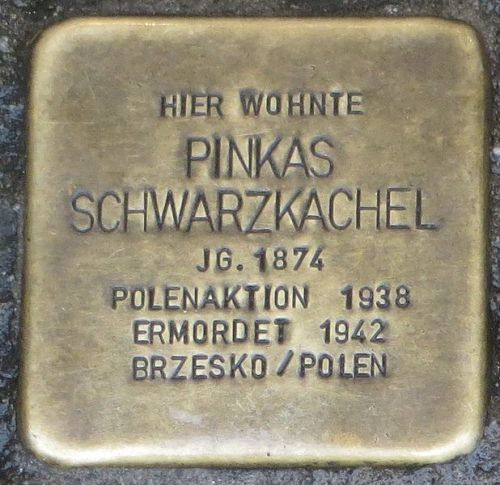 HIER WOHNTE
PINKAS
SCHWARZKACHEL
JG. 1874
POLENAKTION 1938
ERMORDET 1942
BRZESKO / POLEN